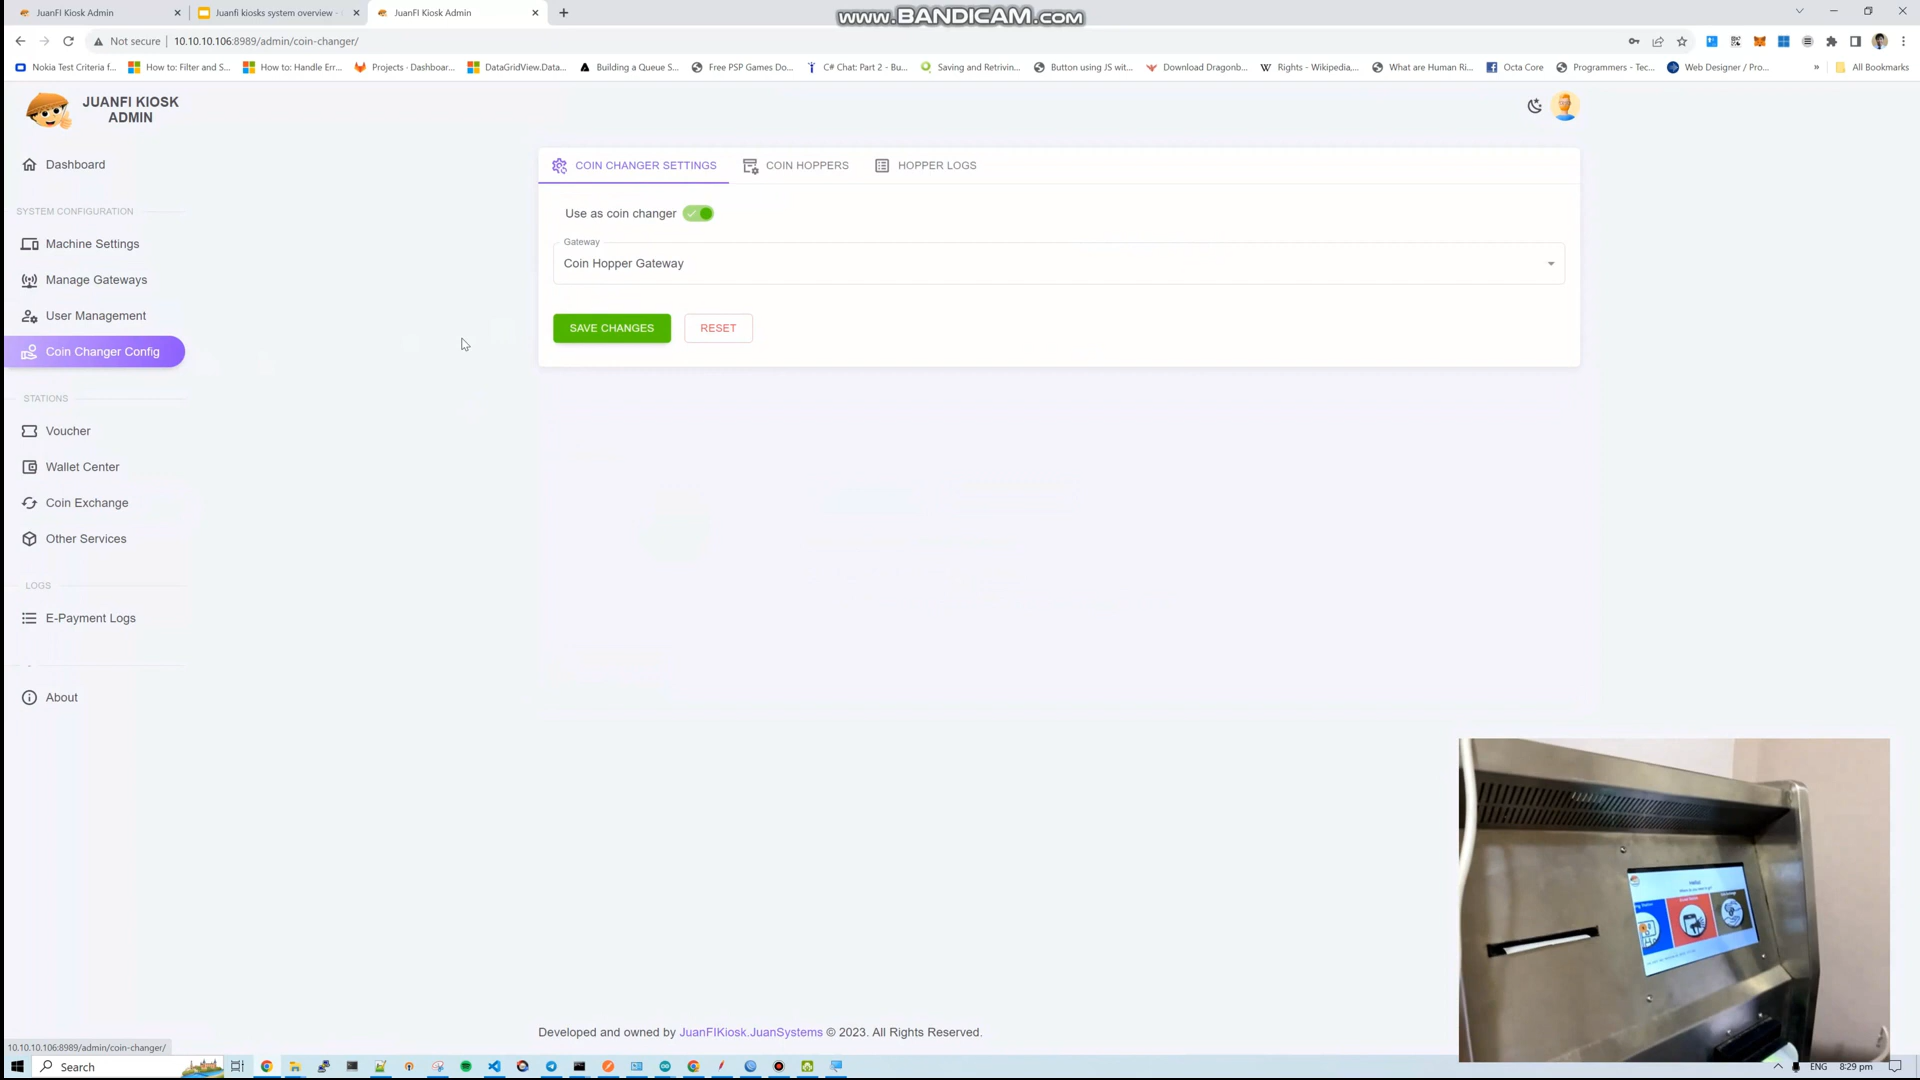 JuanFI Kiosk Admin
Juanfi kiosks system overview -
JuanFI Kiosk Admin
www.BANDICAM.com
Not secure
10.10.10.106:8989/admin/coin-changer/
Nokia Test Criteria f...
How to: Filter and S...
How to: Handle Err...
Projects · Dashboar...
DataGridView.Data...
Building a Queue S...
Free PSP Games Do...
C# Chat: Part 2 - Bu...
Saving and Retrivin...
Button using JS wit...
Download Dragonb...
Rights - Wikipedia,...
What are Human Ri...
Octa Core
Programmers - Tec...
Web Designer / Pro...
»
All Bookmarks
JUANFI KIOSK
ADMIN
Dashboard
SYSTEM CONFIGURATION
Machine Settings
Manage Gateways
User Management
Coin Changer Config
STATIONS
Voucher
Wallet Center
Coin Exchange
Other Services
LOGS
E-Payment Logs
About
COIN CHANGER SETTINGS
COIN HOPPERS
HOPPER LOGS
Use as coin changer
Gateway
Coin Hopper Gateway
SAVE CHANGES
RESET
Hello!
Developed and owned by JuanFIKiosk.JuanSystems © 2023. All Rights Reserved.
10.10.10.106:8989/admin/coin-changer/
Search
ENG
8:29 pm